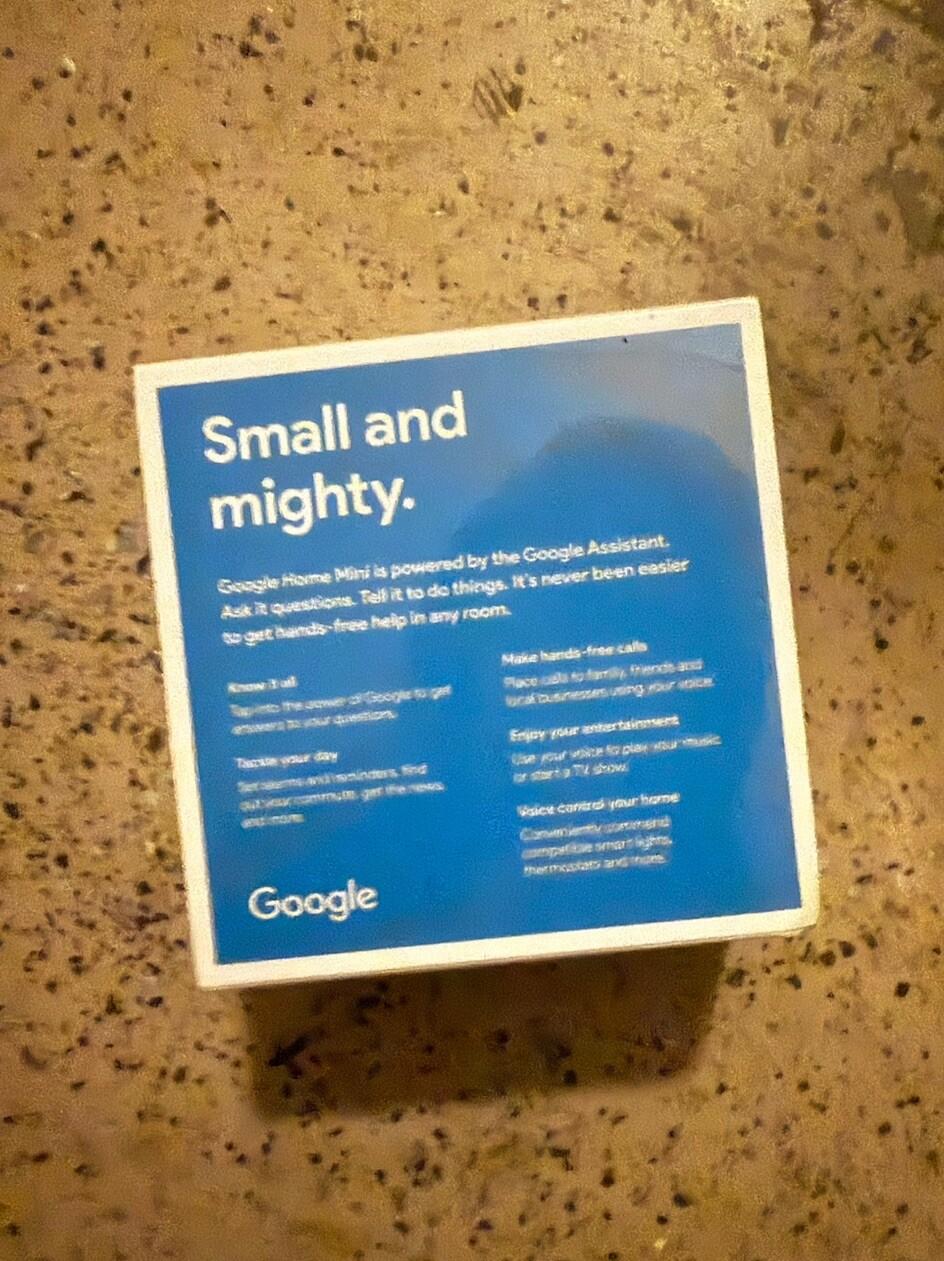 Small and
mighty.
Google Home Mini is powered by the Google Assistant.
Ask it questions. Tell it to do things. It's never been easier
to get hands-free help in any room.
Know it all
Tap into the power of Google to get
answers to your questions.
Tackle your day
Set alarms and reminders, find
out your commute, get the news
and more.
Make hands-free calls
Place calls to family, friends and
local businesses using your voice.
Enjoy your entertainment
Use your voice to play your music
or start a TV show.
Voice control your home
Conveniently command
compatible smart lights,
thermostats and more.
Google